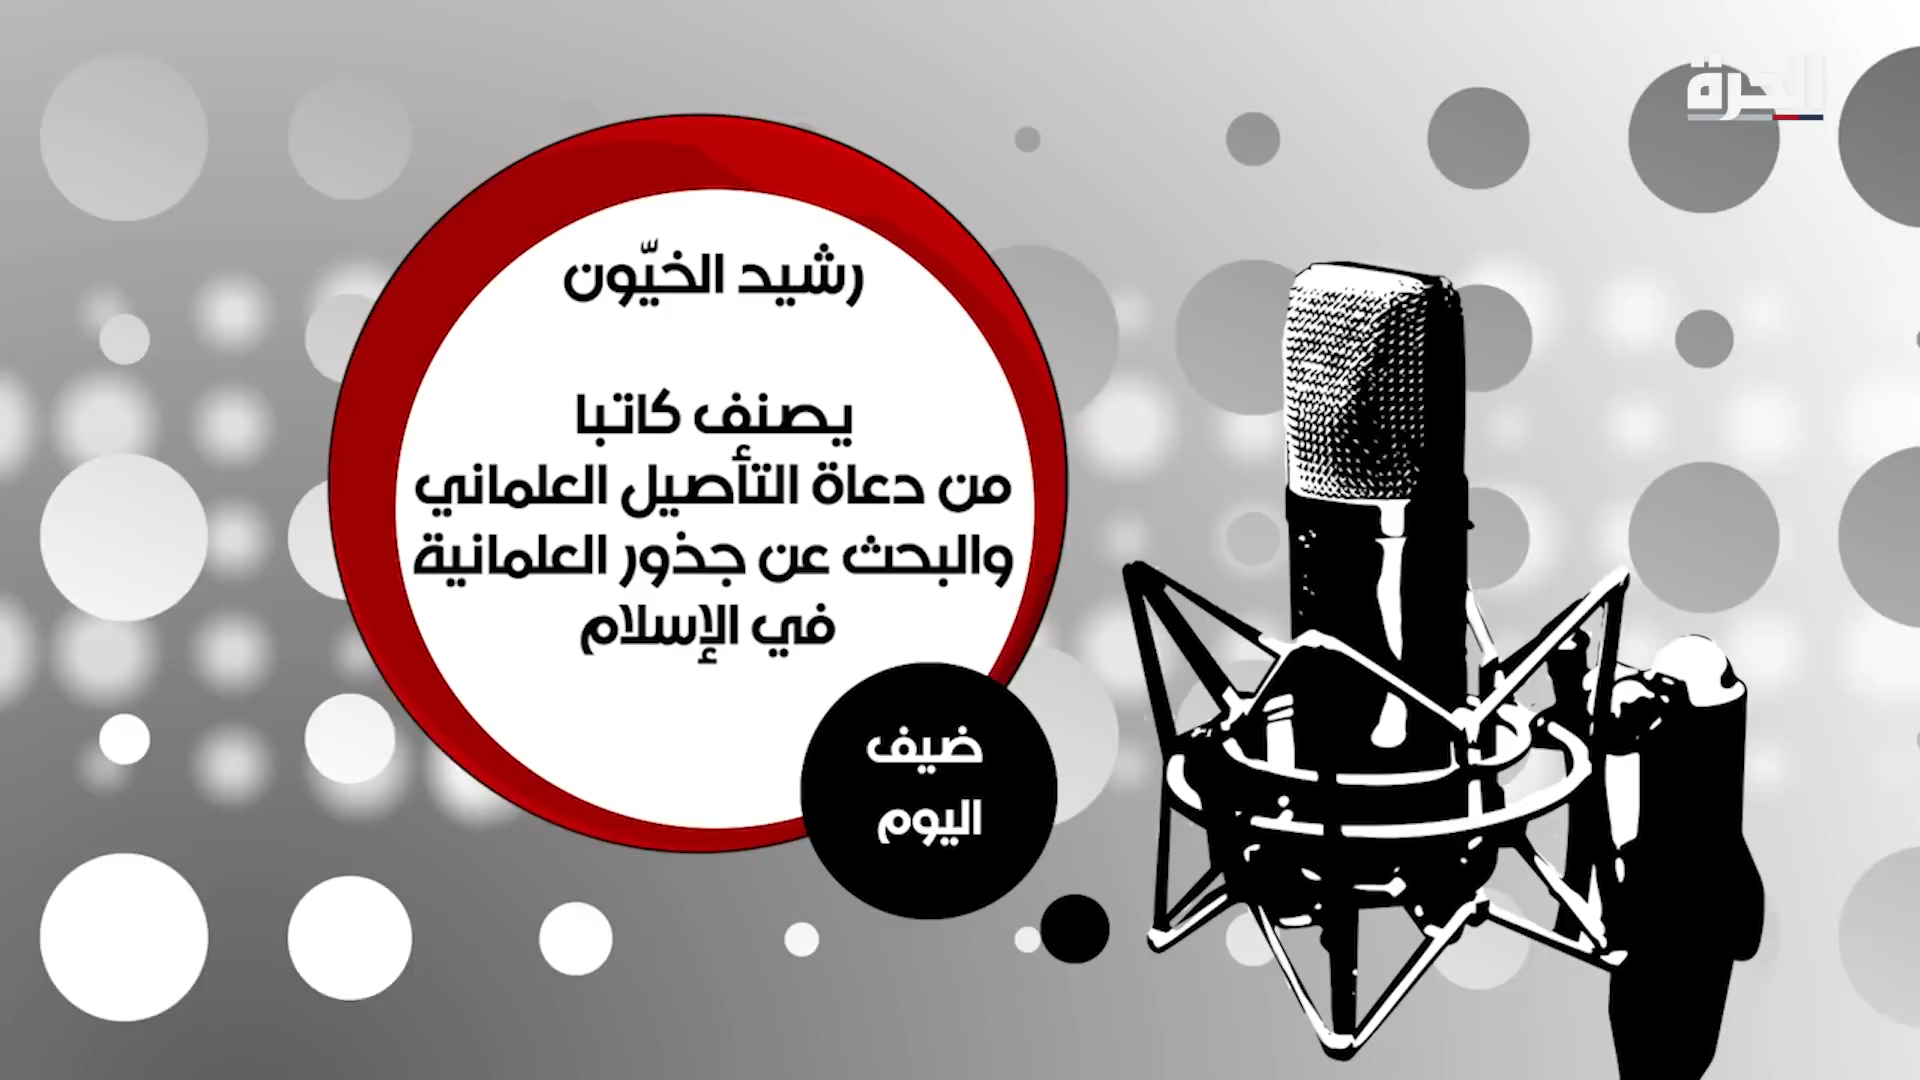 الحرة
رشيد الخيّون
يصنف كاتبا
من دعاة التأصيل العلماني
والبحث عن جذور العلمانية
في الإسلام
ضيف
اليوم